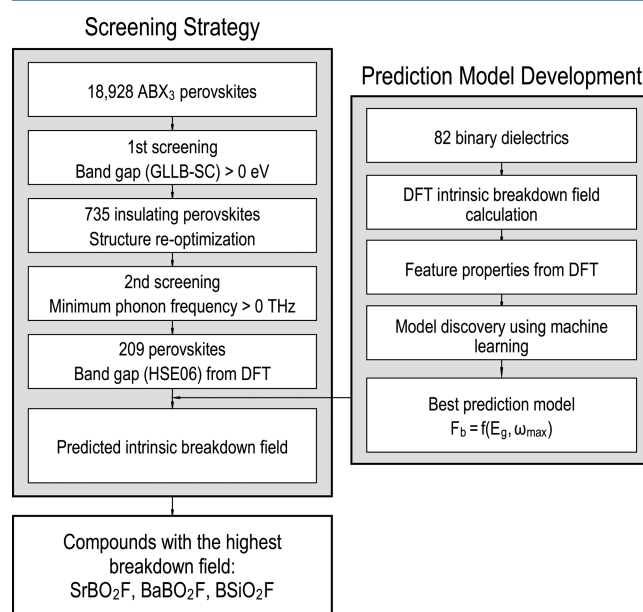 Screening Strategy
18,928 ABX₃ perovskites
1st screening
Band gap (GLLB-SC) > 0 eV
735 insulating perovskites
Structure re-optimization
2nd screening
Minimum phonon frequency > 0 THz
209 perovskites
Band gap (HSE06) from DFT
Predicted intrinsic breakdown field
Compounds with the highest
breakdown field:
SrBO₂F, BaBO₂F, BSiO₂F
Prediction Model Development
82 binary dielectrics
DFT intrinsic breakdown field
calculation
Feature properties from DFT
Model discovery using machine
learning
Best prediction model
F_b = f(E_g, ω_max)